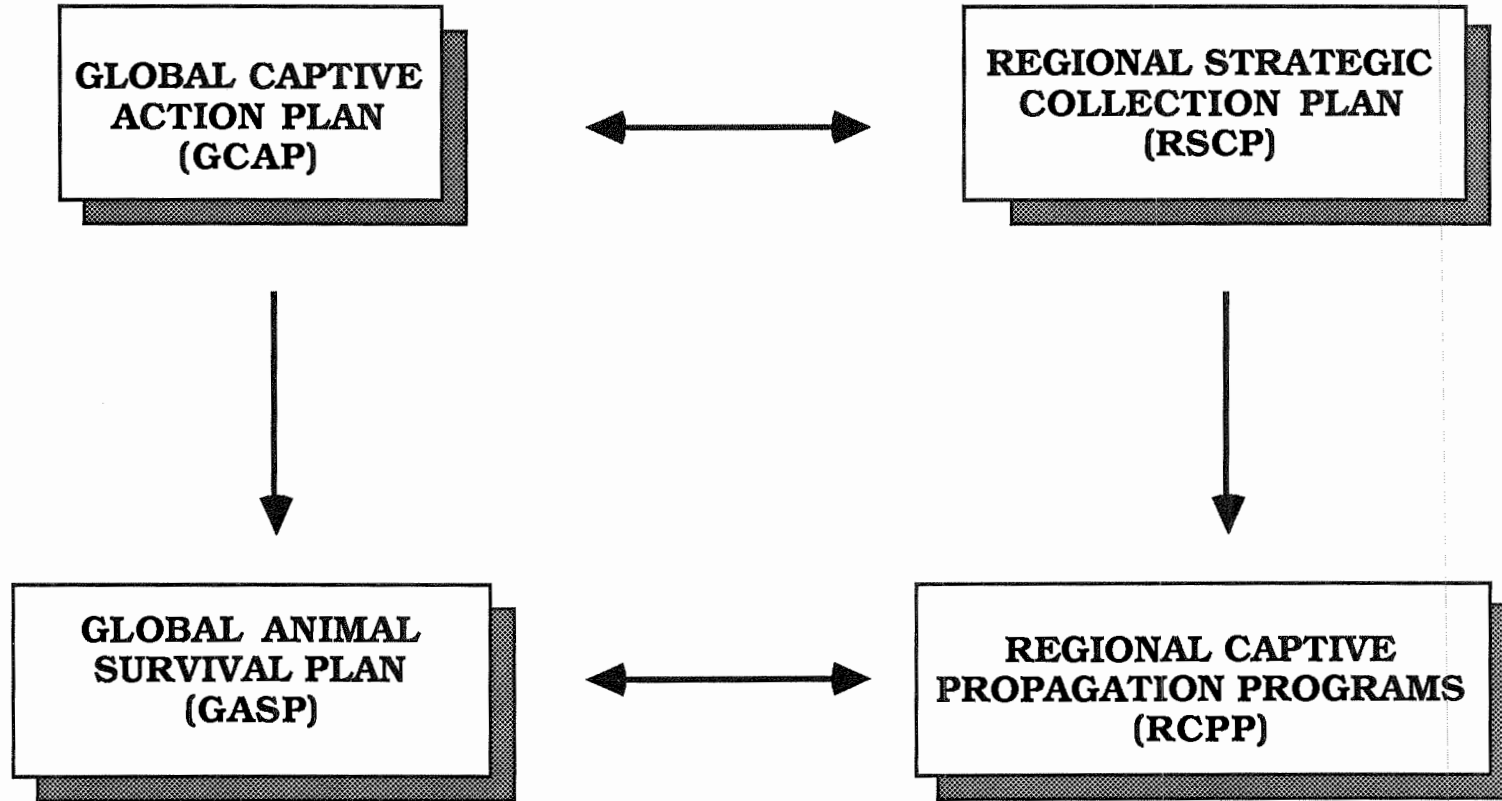 GLOBAL CAPTIVE
ACTION PLAN
(GCAP)
REGIONAL STRATEGIC
COLLECTION PLAN
(RSCP)
GLOBAL ANIMAL
SURVIVAL PLAN
(GASP)
REGIONAL CAPTIVE
PROPAGATION PROGRAMS
(RCPP)